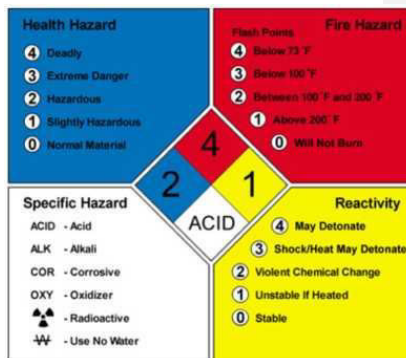 Health Hazard
4 Deadly
3 Extreme Danger
2 Hazardous
1 Slightly Hazardous
0 Normal Material
Fire Hazard
Flash Points
4 Below 73 °F
3 Below 100 °F
2 Between 100 °F and 200 °F
1 Above 200 °F
0 Will Not Burn
4
2
1
ACID
Specific Hazard
ACID - Acid
ALK - Alkali
COR - Corrosive
OXY - Oxidizer
- Radioactive
W - Use No Water
Reactivity
4 May Detonate
3 Shock/Heat May Detonate
2 Violent Chemical Change
1 Unstable If Heated
0 Stable